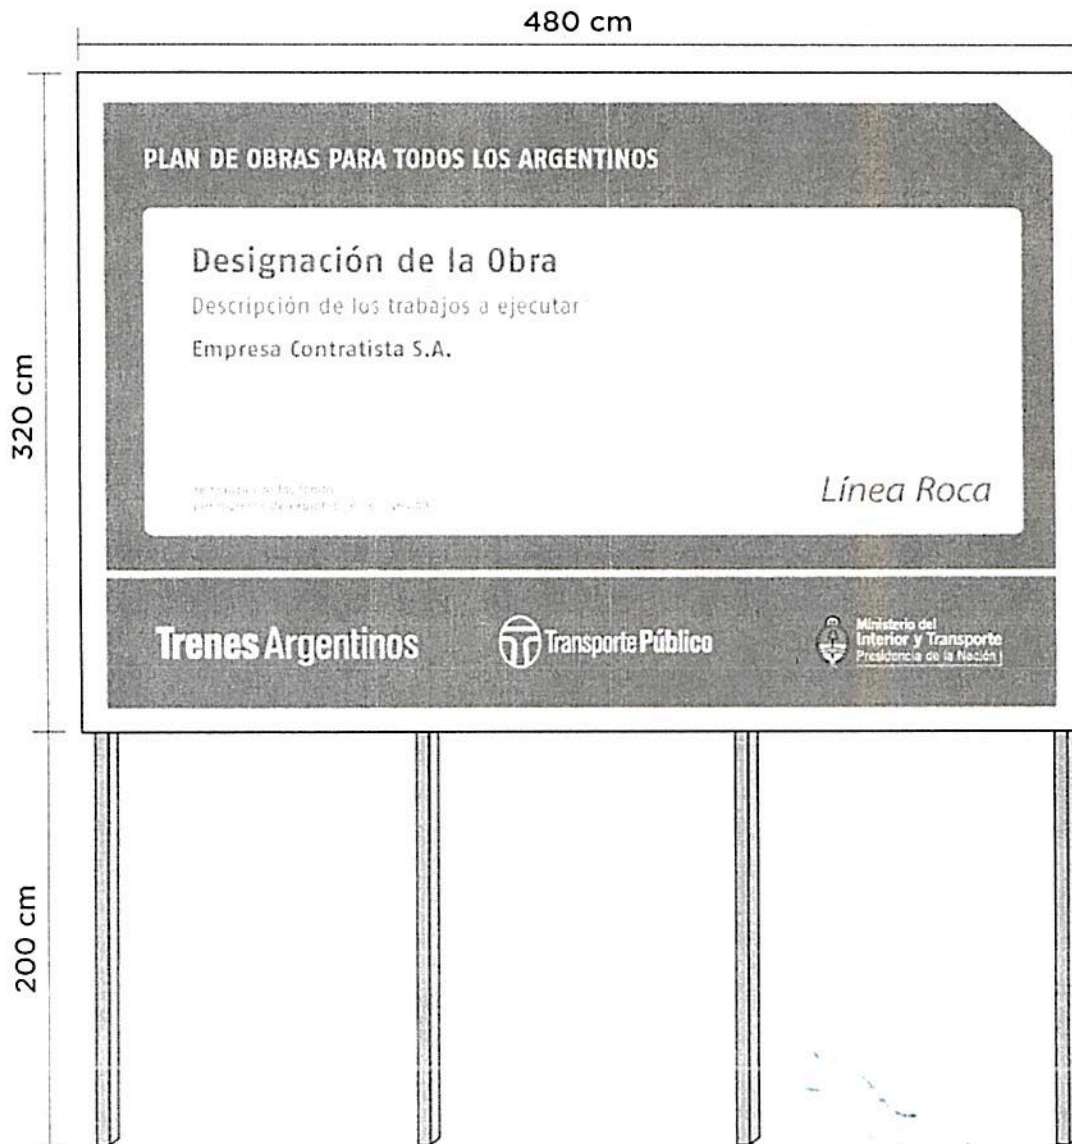 480 cm
320 cm
PLAN DE OBRAS PARA TODOS LOS ARGENTINOS
Designación de la Obra
Descripción de los trabajos a ejecutar
Empresa Contratista S.A.
Línea Roca
Trenes Argentinos
Transporte Público
Ministerio del
Interior y Transporte
Presidencia de la Nación
200 cm